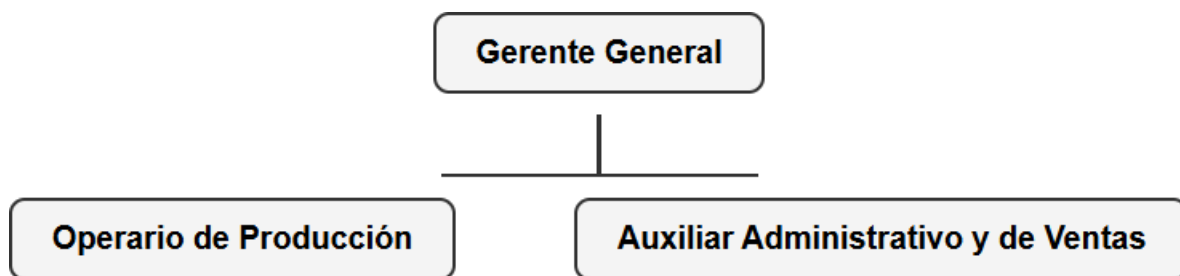 Gerente General
Operario de Producción
Auxiliar Administrativo y de Ventas